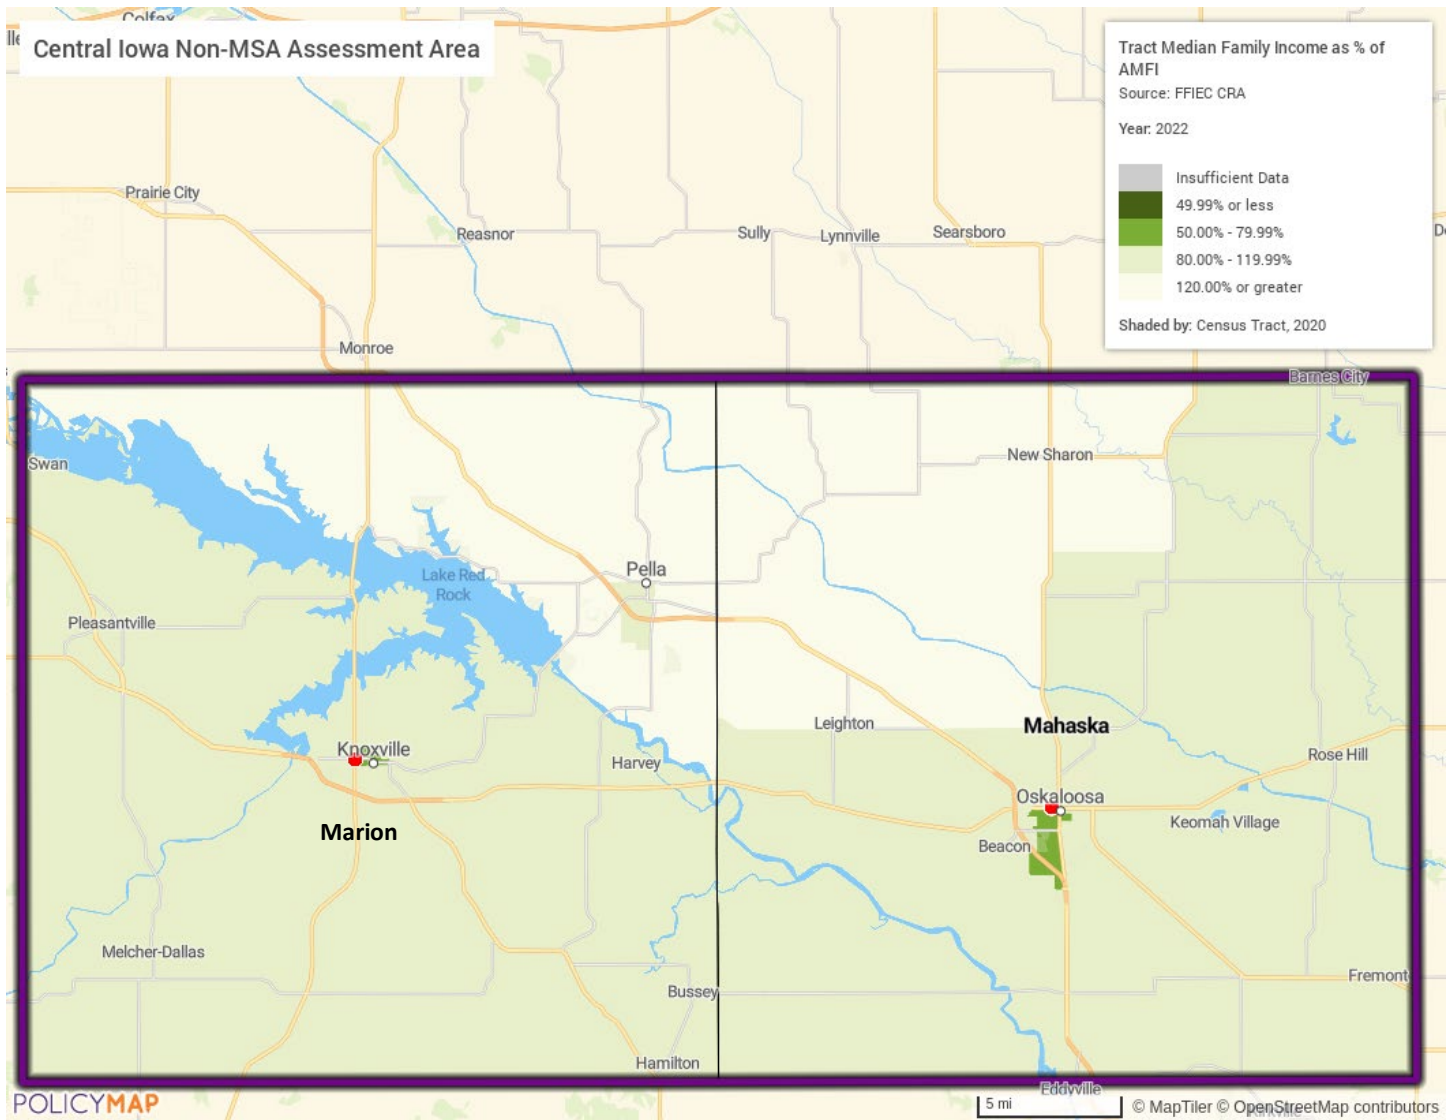 Colfax
Central Iowa Non-MSA Assessment Area
Tract Median Family Income as % of
AMFI
Source: FFIEC CRA
Year: 2022
Insufficient Data
49.99% or less
50.00% - 79.99%
80.00% - 119.99%
120.00% or greater
Shaded by: Census Tract, 2020
Prairie City
Reasnor
Sully
Lynnville
Searsboro
Monroe
Barnes City
Swan
New Sharon
Pella
Lake Red
Rock
Pleasantville
Leighton
Mahaska
Knoxville
Harvey
Rose Hill
Oskaloosa
Keomah Village
Marion
Beacon
Melcher-Dallas
Fremont
Bussey
Hamilton
Eddyville
POLICYMAP
5 mi
© MapTiler © OpenStreetMap contributors